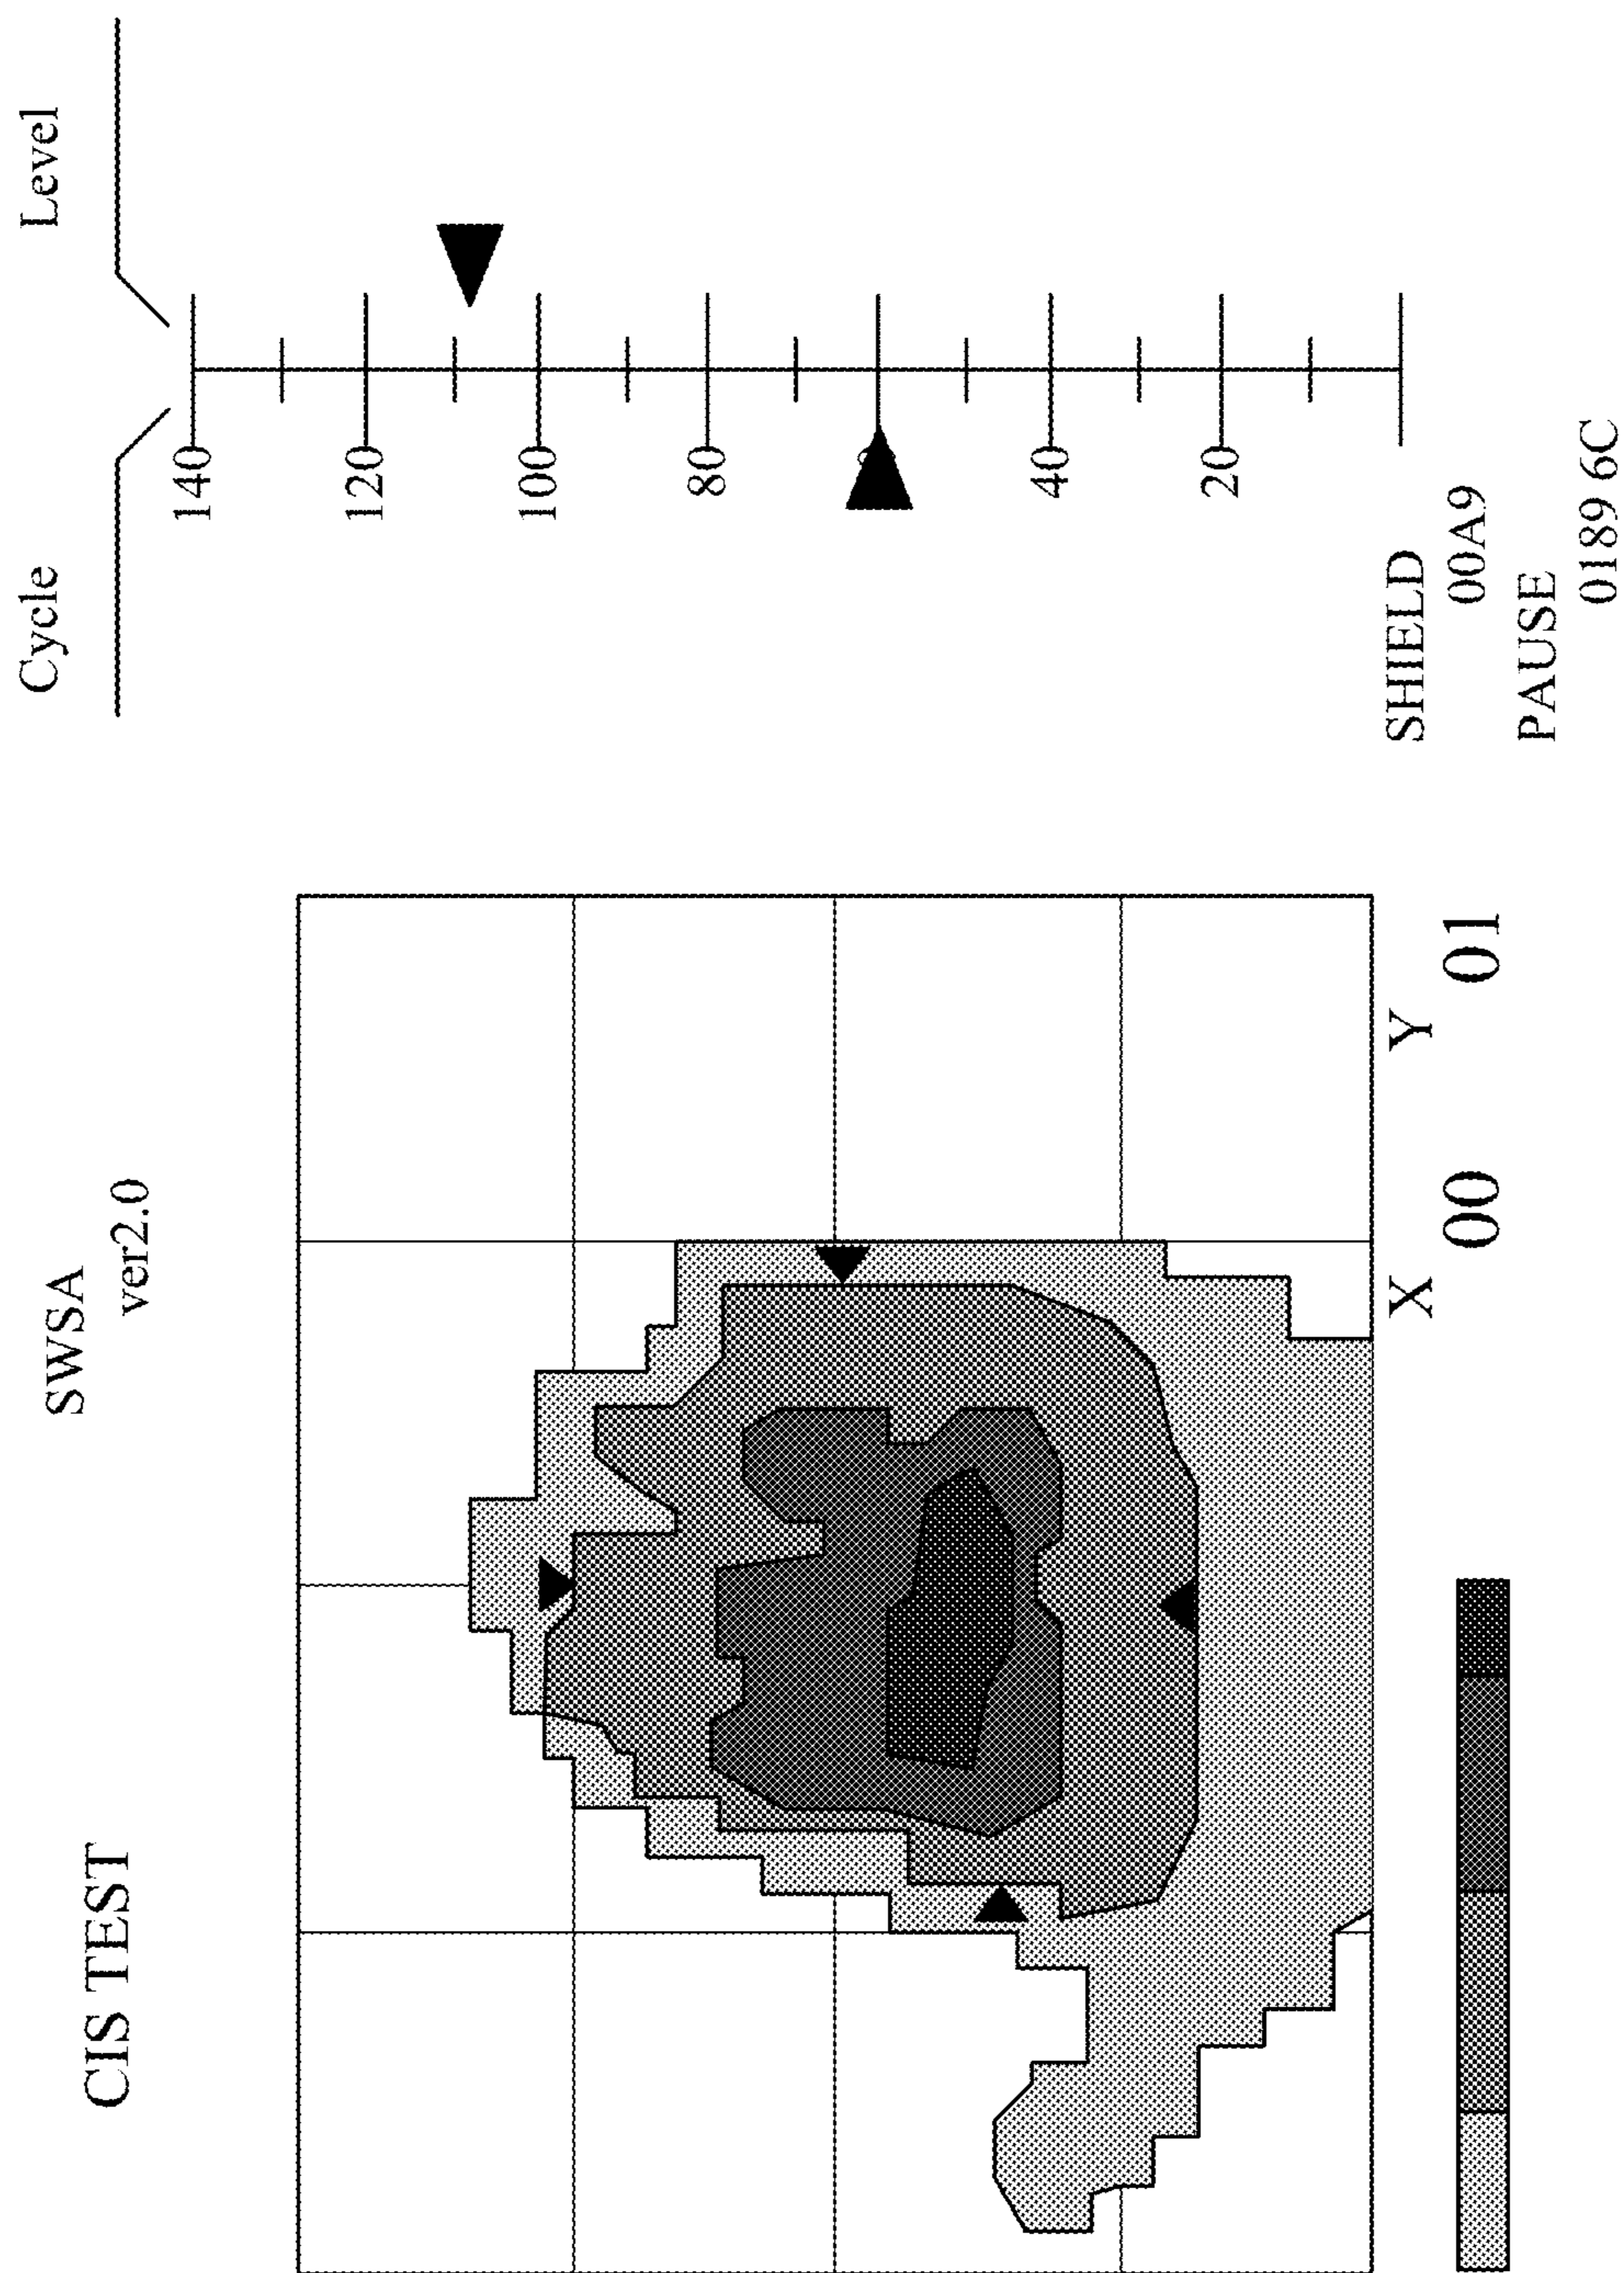 CIS TEST
SWSA
ver2.0
Cycle
Level
140
120
100
80
40
20
SHIELD
00A9
PAUSE
0189 6C
X
Y
00
01